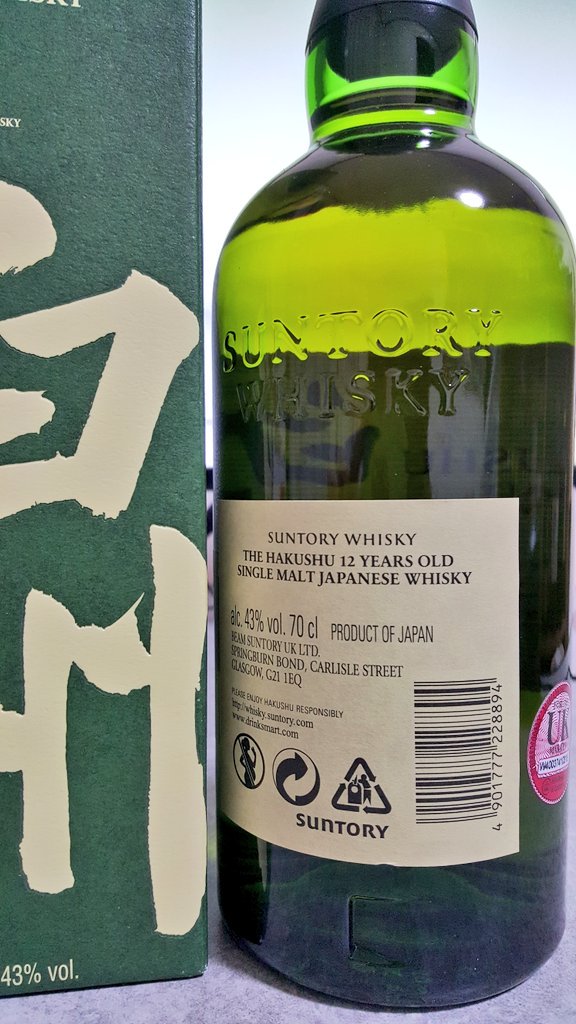 SKY
43% vol.
SUNTORY
WHISKY
SUNTORY WHISKY
THE HAKUSHU 12 YEARS OLD
SINGLE MALT JAPANESE WHISKY
alc. 43% vol. 70 cl PRODUCT OF JAPAN
BEAM SUNTORY UK LTD.
SPRINGBURN BOND, CARLISLE STREET
GLASGOW, G21 1EQ
PLEASE ENJOY HAKUSHU RESPONSIBLY
http://whisky.suntory.com
www.drinksmart.com
SUNTORY
4 901777 228894
UK